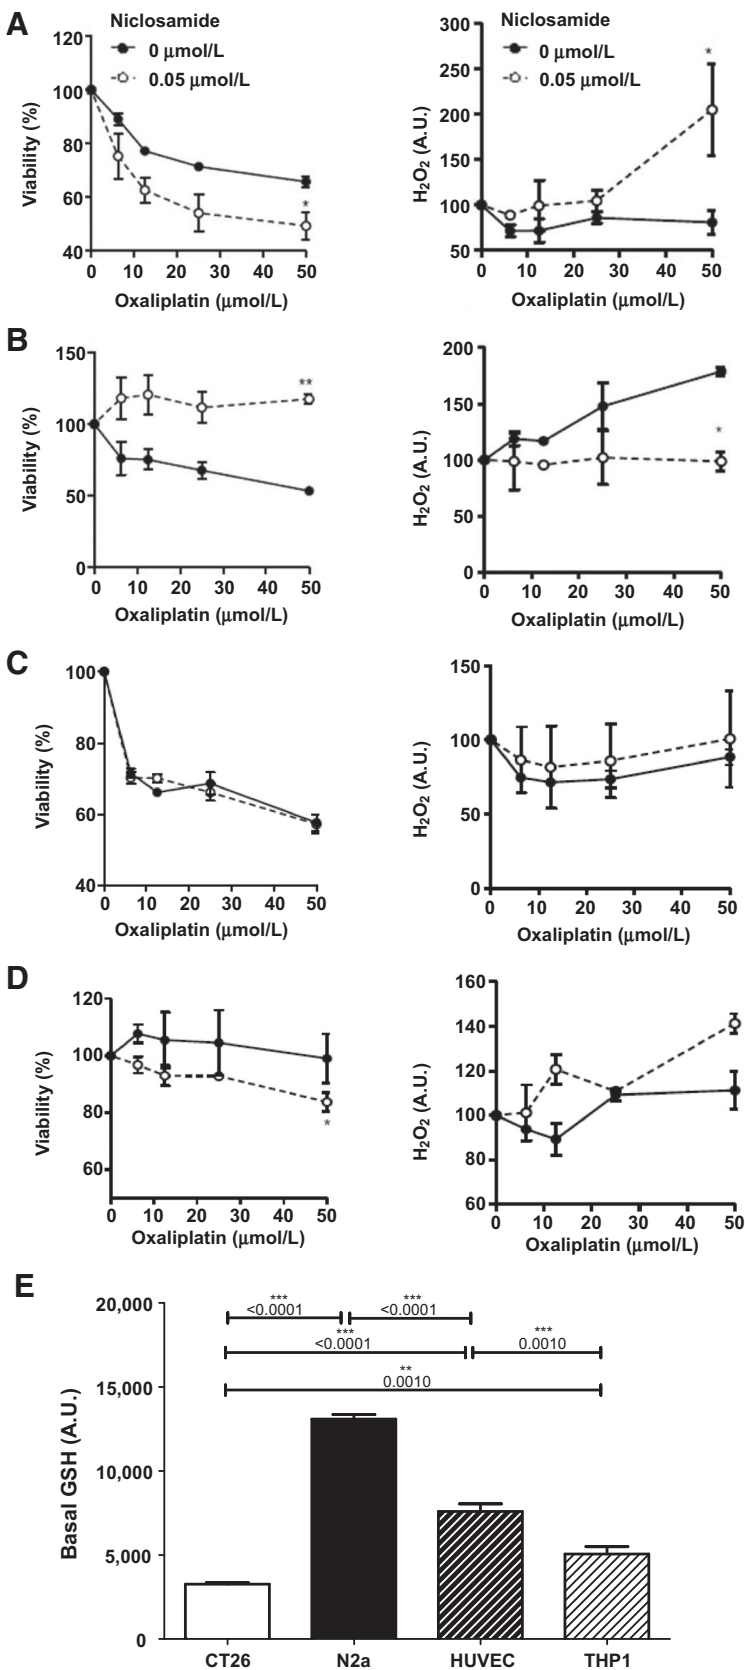 A
Niclosamide
0 μmol/L
0.05 μmol/L
120
100
80
60
40
Viability (%)
*
0 10 20 30 40 50
Oxaliplatin (μmol/L)
Niclosamide
0 μmol/L
0.05 μmol/L
300
250
200
150
100
50
H₂O₂ (A.U.)
*
0 10 20 30 40 50
Oxaliplatin (μmol/L)
B
150
100
50
0
Viability (%)
**
0 10 20 30 40 50
Oxaliplatin (μmol/L)
200
150
100
50
0
H₂O₂ (A.U.)
*
0 10 20 30 40 50
Oxaliplatin (μmol/L)
C
100
80
60
40
Viability (%)
0 10 20 30 40 50
Oxaliplatin (μmol/L)
150
100
50
0
H₂O₂ (A.U.)
0 10 20 30 40 50
Oxaliplatin (μmol/L)
D
120
100
80
60
Viability (%)
*
0 10 20 30 40 50
Oxaliplatin (μmol/L)
160
140
120
100
80
60
H₂O₂ (A.U.)
0 10 20 30 40 50
Oxaliplatin (μmol/L)
E
20,000
15,000
10,000
5,000
0
Basal GSH (A.U.)
*** ***
<0.0001 <0.0001
*** ***
<0.0001 0.0010
**
0.0010
CT26 N2a HUVEC THP1